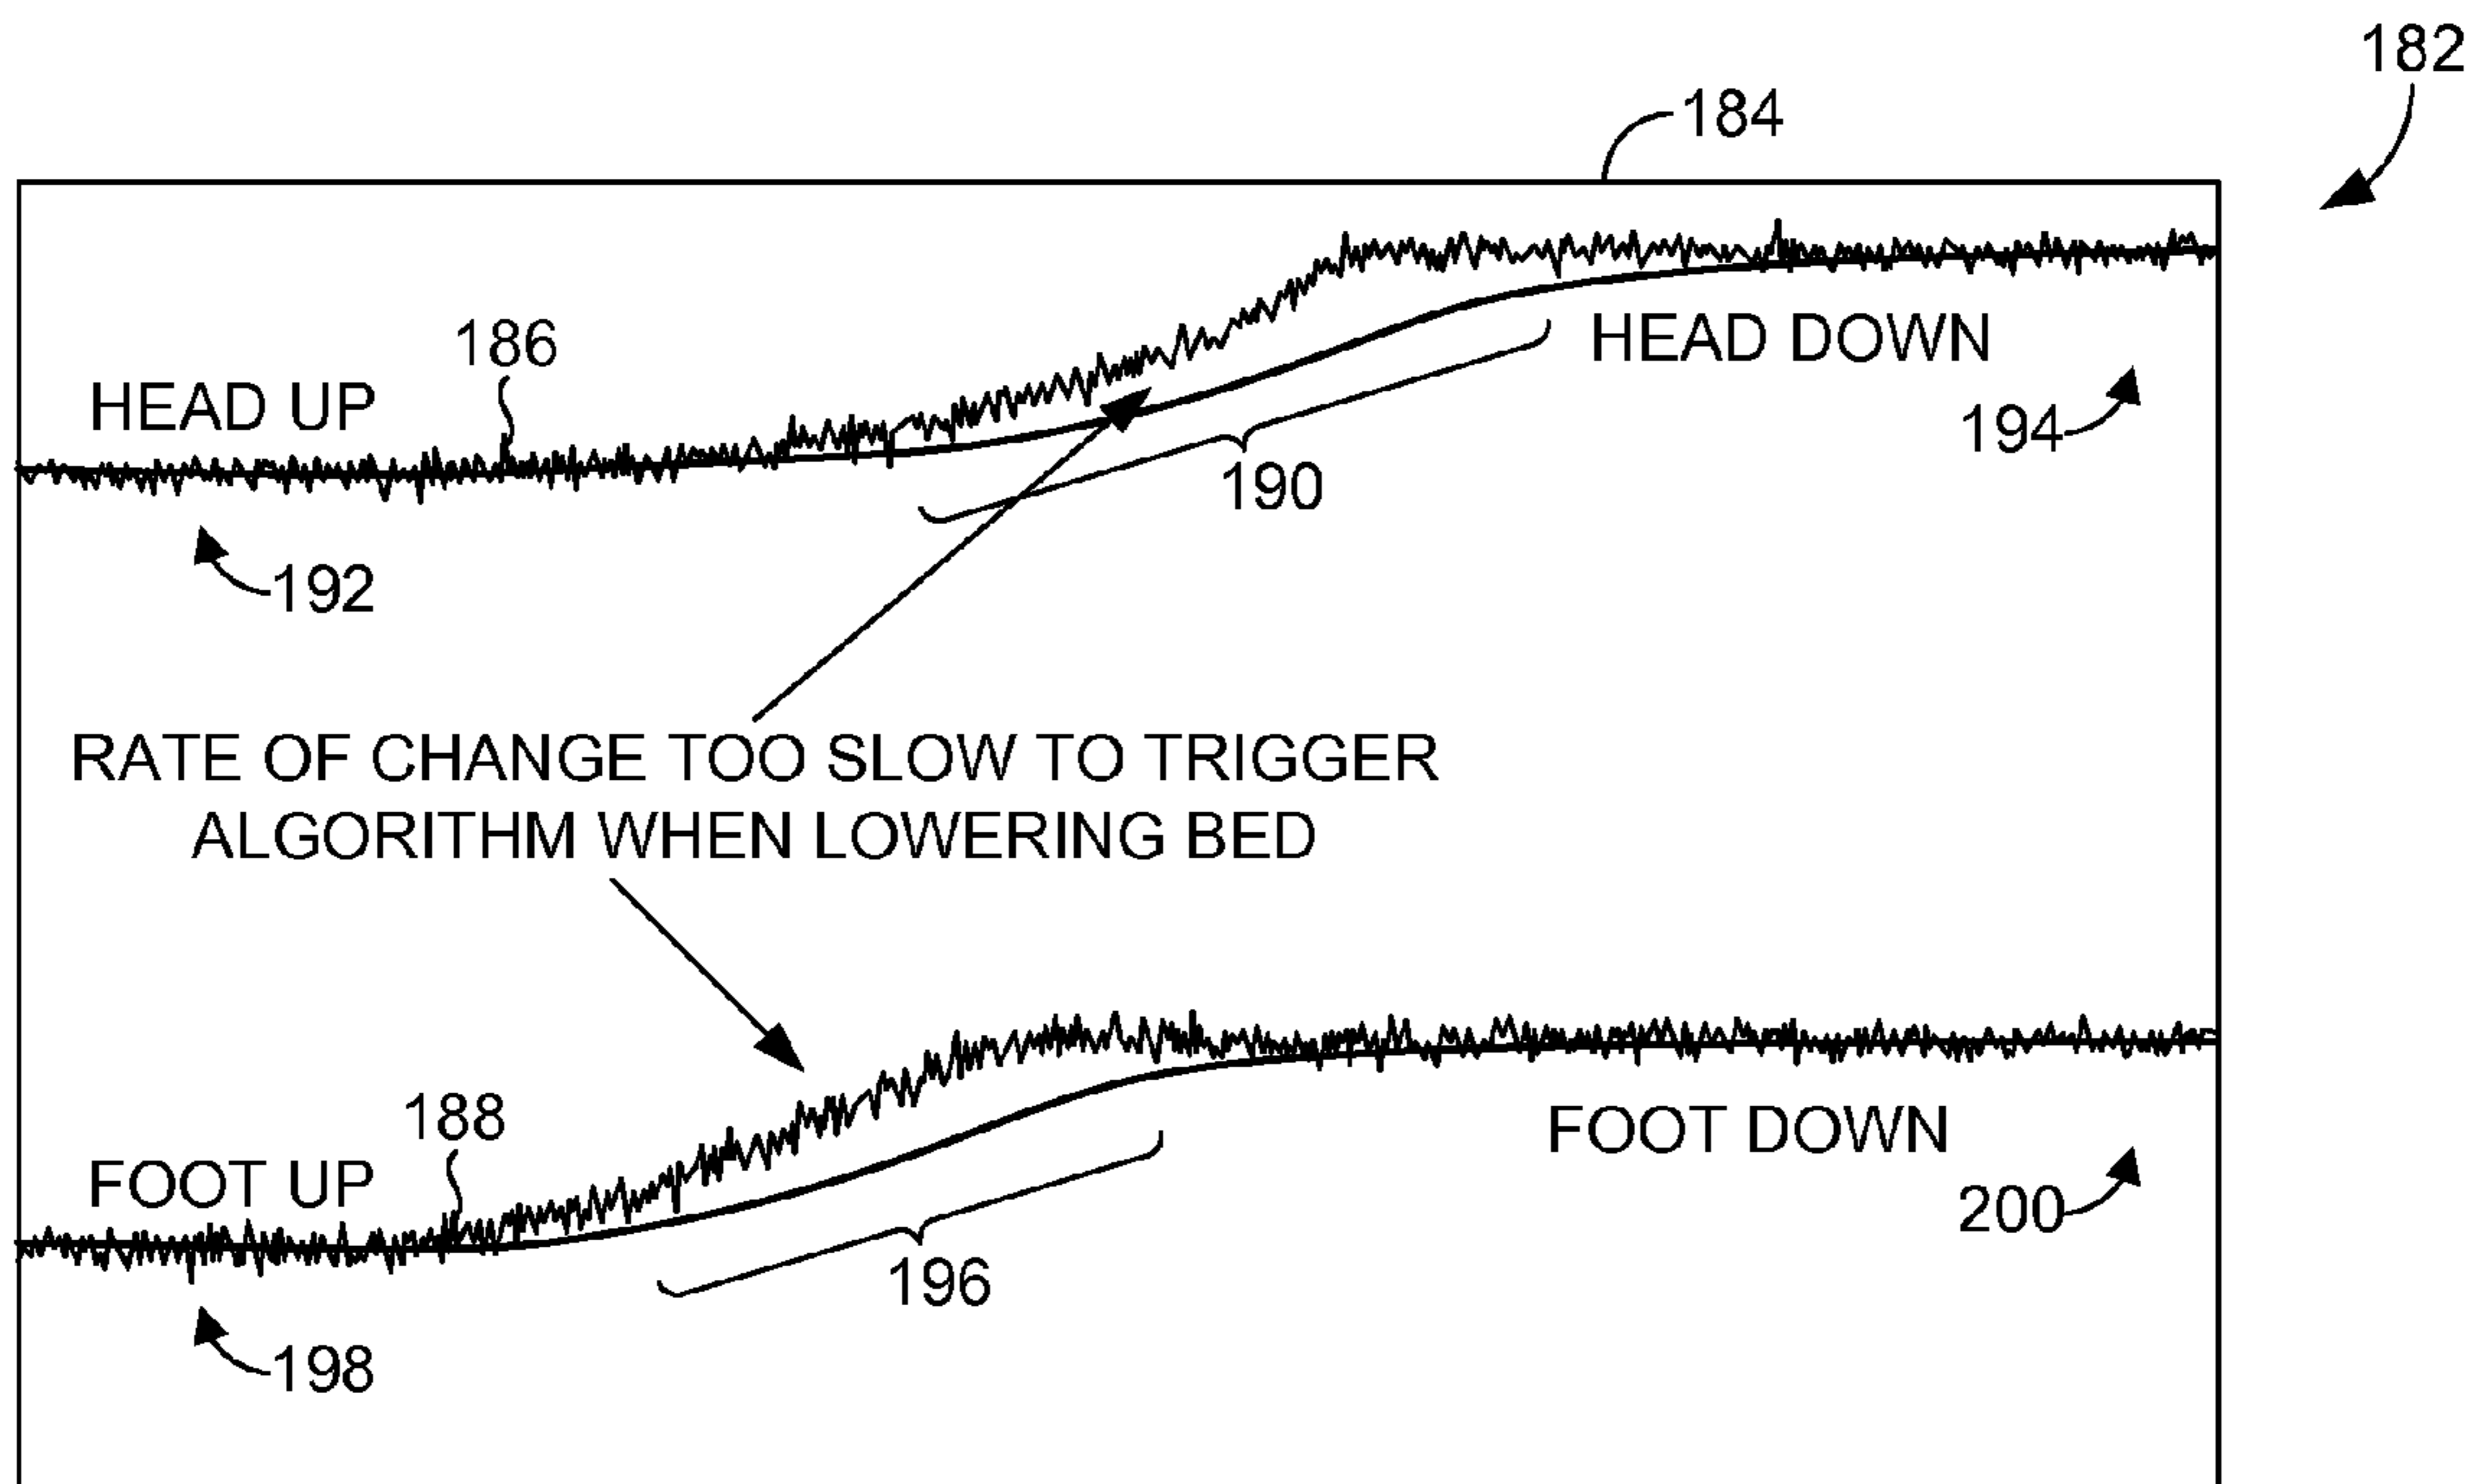 182
184
186
HEAD UP
HEAD DOWN
194
190
192
RATE OF CHANGE TOO SLOW TO TRIGGER
ALGORITHM WHEN LOWERING BED
188
FOOT UP
FOOT DOWN
200
196
198